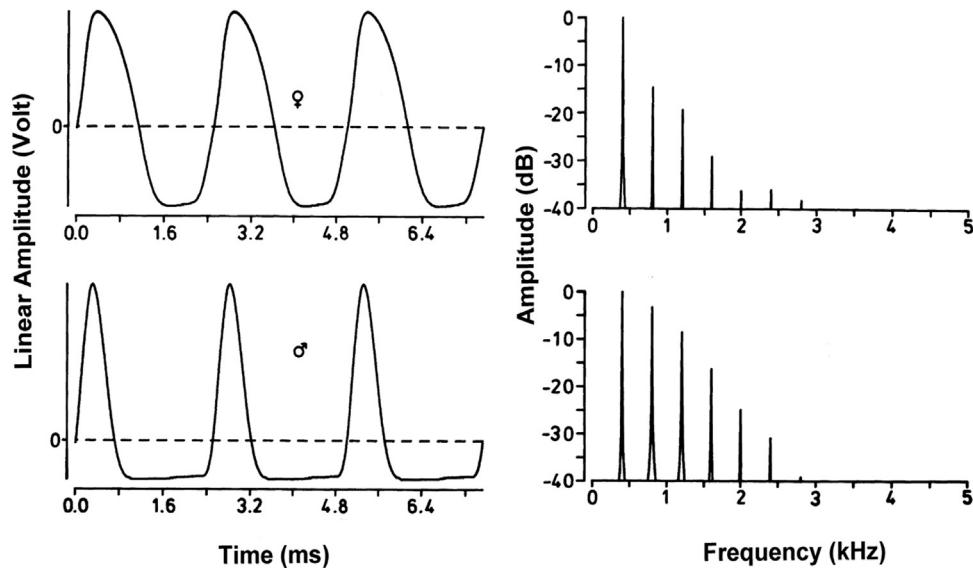 Linear Amplitude (Volt)
0
♀
0.0 1.6 3.2 4.8 6.4
0
♂
0.0 1.6 3.2 4.8 6.4
Time (ms)
Amplitude (dB)
0
-10
-20
-30
-40
0 1 2 3 4 5
0
-10
-20
-30
-40
0 1 2 3 4 5
Frequency (kHz)